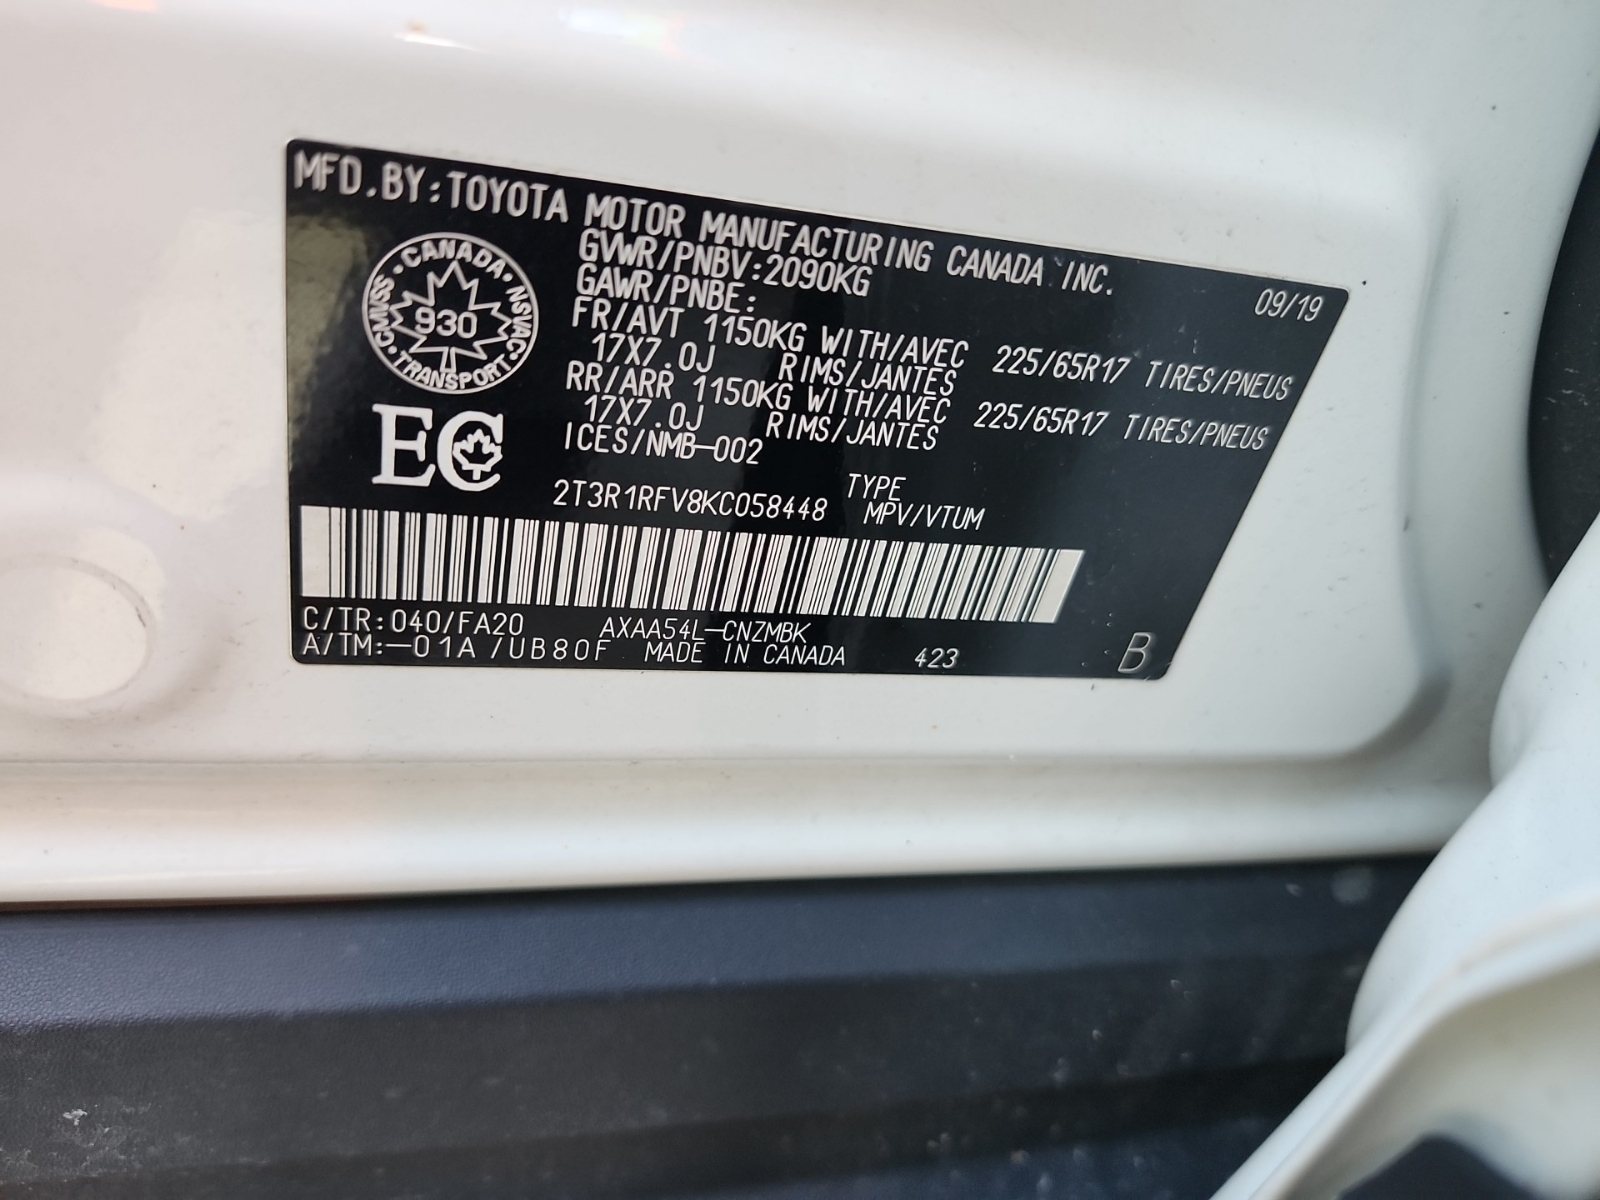 MFD.BY:TOYOTA MOTOR MANUFACTURING CANADA INC.
GVWR/PNBV:2090KG 09/19
GAWR/PNBE:
FR/AVT 1150KG WITH/AVEC 225/65R17 TIRES/PNEUS
17X7.0J RIMS/JANTES
RR/ARR 1150KG WITH/AVEC 225/65R17 TIRES/PNEUS
17X7.0J RIMS/JANTES
ICES/NMB-002
CANADA · NSVAC · TRANSPORT · CMVSS ·
930
EC
2T3R1RFV8KC058448 TYPE
MPV/VTUM
C/TR:040/FA20 AXAA54L-CNZMBK
A/TM:-01A/UB80F MADE IN CANADA 423 B